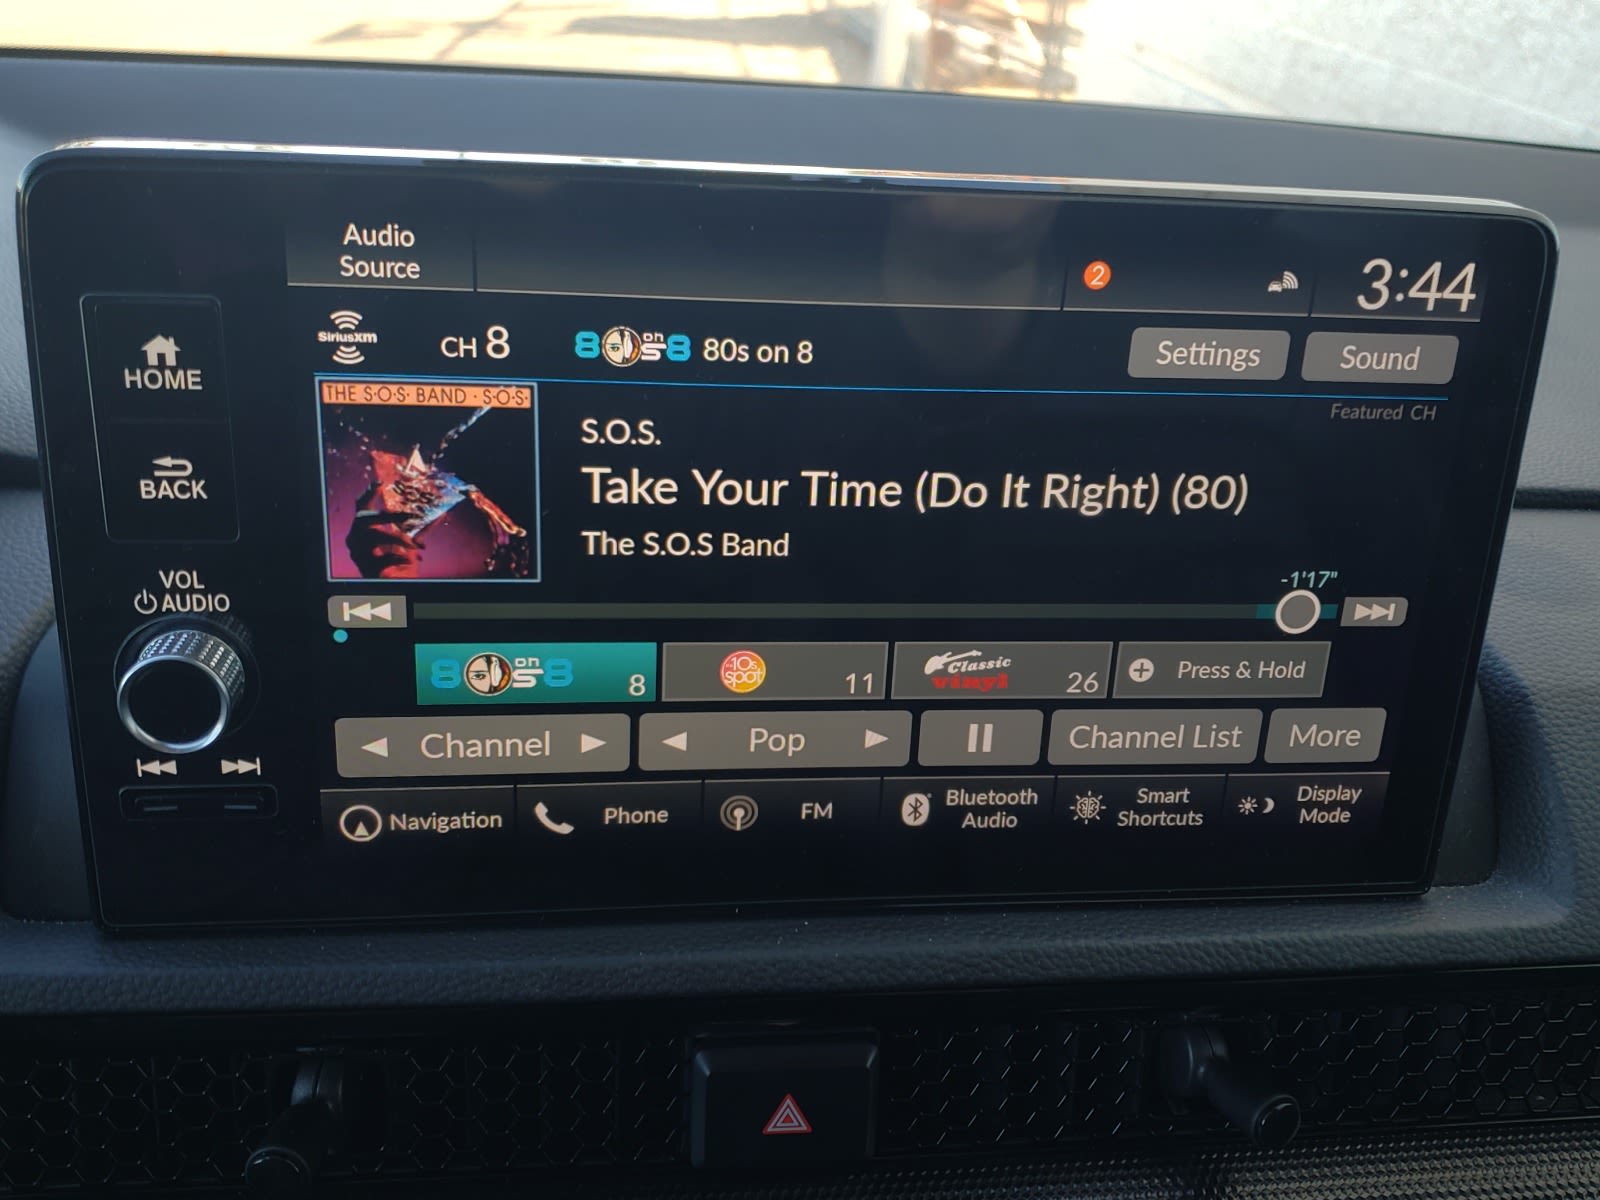 Audio
Source
2
3:44
HOME
BACK
VOL
AUDIO
SiriusXM
CH 8
8 on 8
80s on 8
Settings
Sound
Featured CH
THE S·O·S· BAND · S·O·S·
SOS
S.O.S.
Take Your Time (Do It Right) (80)
The S.O.S Band
-1'17"
8 on 8
8
10s
spot
11
Classic
vinyl
26
Press & Hold
Channel
Pop
Channel List
More
Navigation
Phone
FM
Bluetooth
Audio
Smart
Shortcuts
Display
Mode